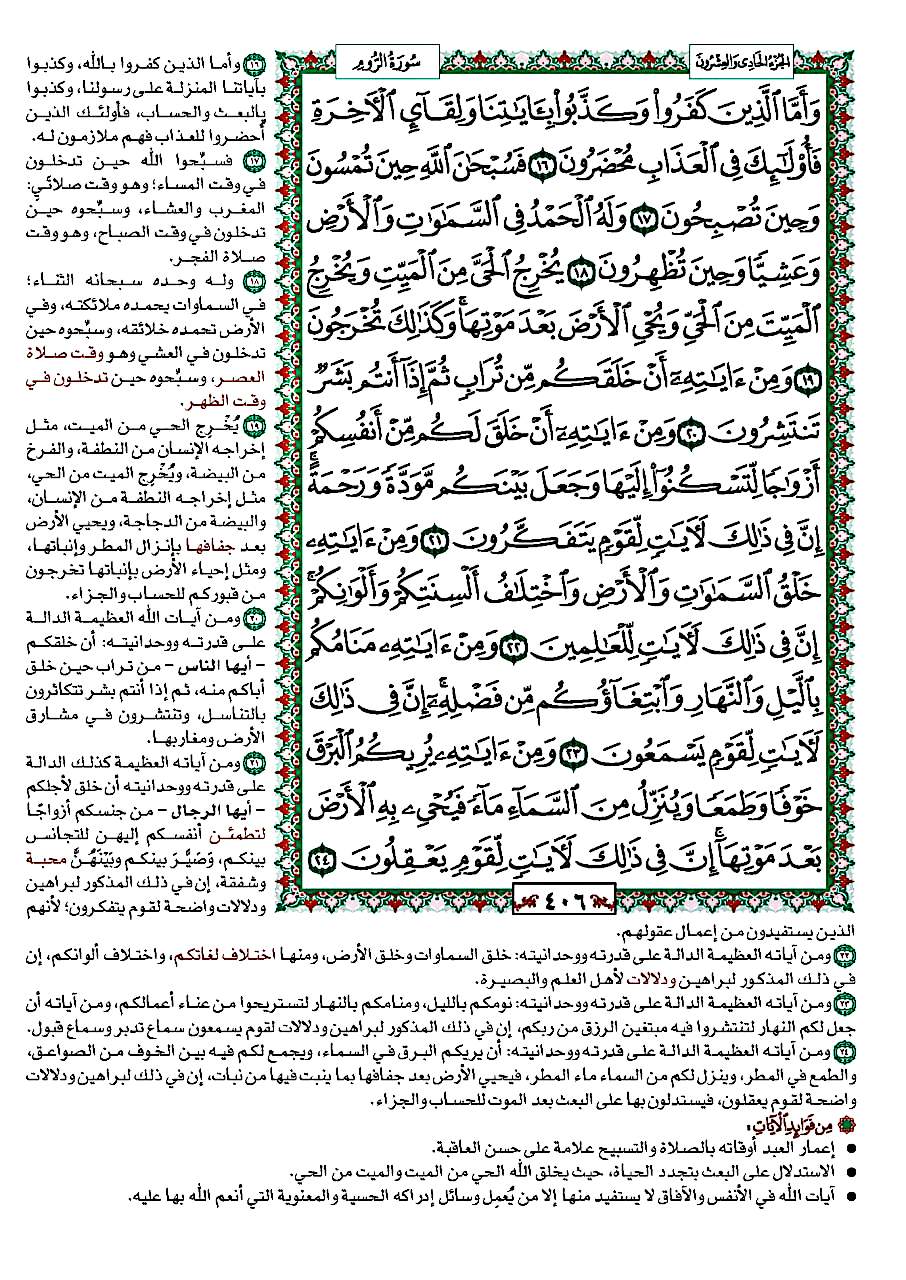 الجزء الحادي والعشرون
سورة الروم
وَأَمَّا ٱلَّذِينَ كَفَرُواْ وَكَذَّبُواْ بِـَٔايَٰتِنَا وَلِقَآيِٕ ٱلۡأٓخِرَةِ
فَأُوْلَٰٓئِكَ فِي ٱلۡعَذَابِ مُحۡضَرُونَ ١٦ فَسُبۡحَٰنَ ٱللَّهِ حِينَ تُمۡسُونَ
وَحِينَ تُصۡبِحُونَ ١٧ وَلَهُ ٱلۡحَمۡدُ فِي ٱلسَّمَٰوَٰتِ وَٱلۡأَرۡضِ
وَعَشِيّٗا وَحِينَ تُظۡهِرُونَ ١٨ يُخۡرِجُ ٱلۡحَيَّ مِنَ ٱلۡمَيِّتِ وَيُخۡرِجُ
ٱلۡمَيِّتَ مِنَ ٱلۡحَيِّ وَيُحۡيِ ٱلۡأَرۡضَ بَعۡدَ مَوۡتِهَاۚ وَكَذَٰلِكَ تُخۡرَجُونَ
١٩ وَمِنۡ ءَايَٰتِهِۦٓ أَنۡ خَلَقَكُم مِّن تُرَابٖ ثُمَّ إِذَآ أَنتُم بَشَرٞ
تَنتَشِرُونَ ٢٠ وَمِنۡ ءَايَٰتِهِۦٓ أَنۡ خَلَقَ لَكُم مِّنۡ أَنفُسِكُمۡ
أَزۡوَٰجٗا لِّتَسۡكُنُوٓاْ إِلَيۡهَا وَجَعَلَ بَيۡنَكُم مَّوَدَّةٗ وَرَحۡمَةًۚ
إِنَّ فِي ذَٰلِكَ لَأٓيَٰتٖ لِّقَوۡمٖ يَتَفَكَّرُونَ ٢١ وَمِنۡ ءَايَٰتِهِۦ
خَلۡقُ ٱلسَّمَٰوَٰتِ وَٱلۡأَرۡضِ وَٱخۡتِلَٰفُ أَلۡسِنَتِكُمۡ وَأَلۡوَٰنِكُمۡۚ
إِنَّ فِي ذَٰلِكَ لَأٓيَٰتٖ لِّلۡعَٰلِمِينَ ٢٢ وَمِنۡ ءَايَٰتِهِۦ مَنَامُكُم
بِٱلَّيۡلِ وَٱلنَّهَارِ وَٱبۡتِغَآؤُكُم مِّن فَضۡلِهِۦٓۚ إِنَّ فِي ذَٰلِكَ
لَأٓيَٰتٖ لِّقَوۡمٖ يَسۡمَعُونَ ٢٣ وَمِنۡ ءَايَٰتِهِۦ يُرِيكُمُ ٱلۡبَرۡقَ
خَوۡفٗا وَطَمَعٗا وَيُنَزِّلُ مِنَ ٱلسَّمَآءِ مَآءٗ فَيُحۡيِۦ بِهِ ٱلۡأَرۡضَ
بَعۡدَ مَوۡتِهَآۚ إِنَّ فِي ذَٰلِكَ لَأٓيَٰتٖ لِّقَوۡمٖ يَعۡقِلُونَ ٢٤
٤٠٦
١٦ وأما الذين كفروا بالله، وكذبوا
بآياتنا المنزلة على رسولنا، وكذبوا
بالبعث والحساب، فأولئك الذين
أُحضروا للعذاب فهم ملازمون له.
١٧ فسبِّحوا الله حين تدخلون
في وقت المساء؛ وهو وقت صلاتَي:
المغرب والعشاء، وسبِّحوه حين
تدخلون في وقت الصباح، وهو وقت
صلاة الفجر.
١٨ وله وحده سبحانه الثناء؛
في السماوات يحمده ملائكته، وفي
الأرض تحمده خلائقه، وسبِّحوه حين
تدخلون في العشي وهو وقت صلاة
العصر، وسبِّحوه حين تدخلون في
وقت الظهر.
١٩ يُخْرِج الحي من الميت، مثل
إخراجه الإنسان من النطفة، والفرخ
من البيضة، ويُخْرِج الميت من الحي،
مثل إخراجه النطفة من الإنسان،
والبيضة من الدجاجة، ويحيي الأرض
بعد جفافها بإنزال المطر وإنباتها،
ومثل إحياء الأرض بإنباتها تخرجون
من قبوركم للحساب والجزاء.
٢٠ ومن آيات الله العظيمة الدالة
على قدرته ووحدانيته: أن خلقكم
- أيها الناس - من تراب حين خلق
أباكم منه، ثم إذا أنتم بشر تتكاثرون
بالتناسل، وتنتشرون في مشارق
الأرض ومغاربها.
٢١ ومن آياته العظيمة كذلك الدالة
على قدرته ووحدانيته أن خلق لأجلكم
- أيها الرجال - من جنسكم أزواجًا
لتطمئن أنفسكم إليهن للتجانس
بينكم، وَصَيَّرَ بينكم وبَيْنَهُنَّ محبة
وشفقة، إن في ذلك المذكور لبراهين
ودلالات واضحة لقوم يتفكرون؛ لأنهم
الذين يستفيدون من إعمال عقولهم.
٢٢ ومن آياته العظيمة الدالة على قدرته ووحدانيته: خلق السماوات وخلق الأرض، ومنها اختلاف لغاتكم، واختلاف ألوانكم، إن
في ذلك المذكور لبراهين ودلالات لأهل العلم والبصيرة.
٢٣ ومن آياته العظيمة الدالة على قدرته ووحدانيته: نومكم بالليل، ومنامكم بالنهار لتستريحوا من عناء أعمالكم، ومن آياته أن
جعل لكم النهار لتنتشروا فيه مبتغين الرزق من ربكم، إن في ذلك المذكور لبراهين ودلالات لقوم يسمعون سماع تدبر وسماع قبول.
٢٤ ومن آياته العظيمة الدالة على قدرته ووحدانيته: أن يريكم البرق في السماء، ويجمع لكم فيه بين الخوف من الصواعق،
والطمع في المطر، وينزل لكم من السماء ماء المطر، فيحيي الأرض بعد جفافها بما ينبت فيها من نبات، إن في ذلك لبراهين ودلالات
واضحة لقوم يعقلون، فيستدلون بها على البعث بعد الموت للحساب والجزاء.
من فوائد الآيات:
• إعمار العبد أوقاته بالصلاة والتسبيح علامة على حسن العاقبة.
• الاستدلال على البعث بتجدد الحياة، حيث يخلق الله الحي من الميت والميت من الحي.
• آيات الله في الأنفس والآفاق لا يستفيد منها إلا من يُعمِل وسائل إدراكه الحسية والمعنوية التي أنعم الله بها عليه.